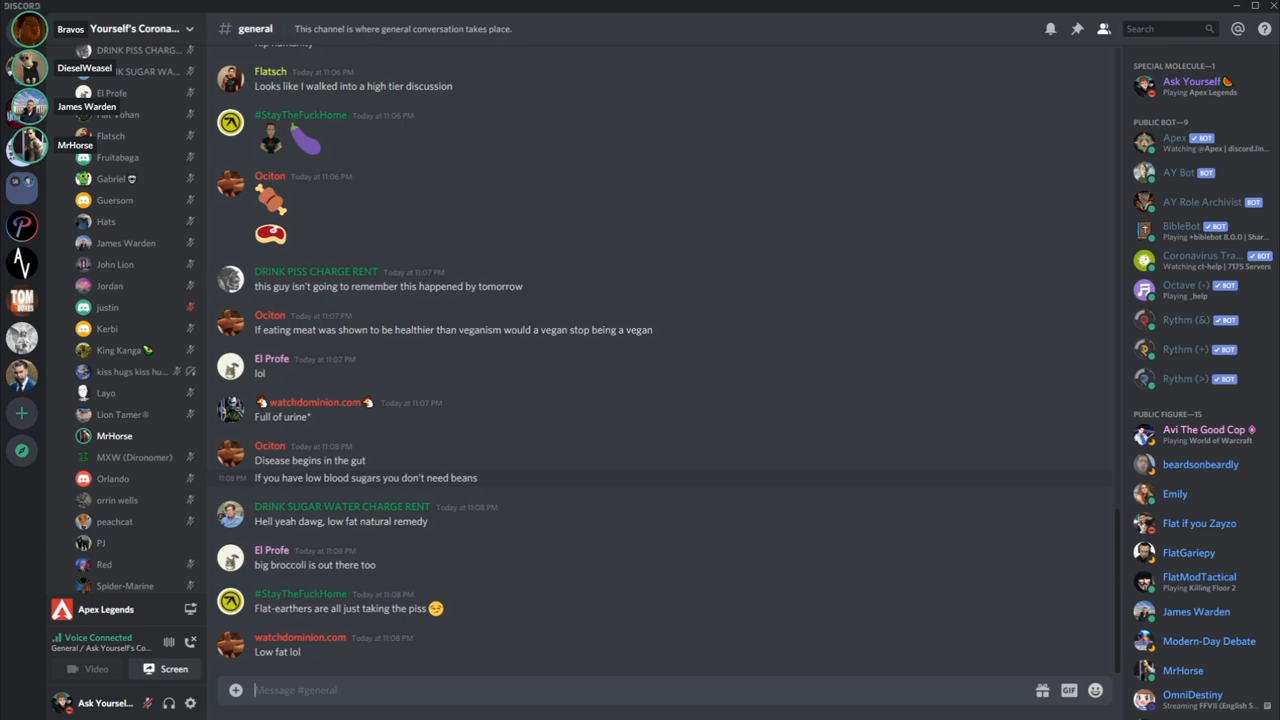 DISCORD
Bravos
Yourself's Corona...
# general
This channel is where general conversation takes place.
Search
DRINK PISS CHARG...
DieselWeasel
SUGAR WA...
El Profe
James Warden
Flat Vohan
Flatsch
MrHorse
Fruitabaga
Gabriel
Guersom
Hats
James Warden
John Lion
Jordan
justin
Kerbi
King Kanga
kiss hugs kiss hu...
Layo
Lion Tamer®
MrHorse
MXW (Dironomer)
Orlando
orrin wells
peachcat
PJ
Red
Spider-Marine
Apex Legends
Voice Connected
General / Ask Yourself's Co...
Video
Screen
Ask Yoursel...
TOM
BOXES
Flatsch Today at 11:06 PM
Looks like I walked into a high tier discussion
#StayTheFuckHome Today at 11:06 PM
Ociton Today at 11:06 PM
DRINK PISS CHARGE RENT Today at 11:07 PM
this guy isn't going to remember this happened by tomorrow
Ociton Today at 11:07 PM
If eating meat was shown to be healthier than veganism would a vegan stop being a vegan
El Profe Today at 11:07 PM
lol
watchdominion.com Today at 11:07 PM
Full of urine*
Ociton Today at 11:08 PM
Disease begins in the gut
11:08 PM If you have low blood sugars you don't need beans
DRINK SUGAR WATER CHARGE RENT Today at 11:08 PM
Hell yeah dawg, low fat natural remedy
El Profe Today at 11:08 PM
big broccoli is out there too
#StayTheFuckHome Today at 11:08 PM
Flat-earthers are all just taking the piss
watchdominion.com Today at 11:08 PM
Low fat lol
Message #general
GIF
SPECIAL MOLECULE—1
Ask Yourself
Playing Apex Legends
PUBLIC BOT—9
Apex BOT
Watching @Apex | discord.lin...
AY Bot BOT
AY Role Archivist BOT
BibleBot BOT
Playing +biblebot 8.0.0 | Shar...
Coronavirus Tra... BOT
Watching ct-help | 7175 Servers
Octave (-) BOT
Playing _help
Rythm (&) BOT
Rythm (+) BOT
Rythm (>) BOT
PUBLIC FIGURE—15
Avi The Good Cop
Playing World of Warcraft
beardsonbeardly
Emily
Flat if you Zayzo
FlatGariepy
FlatModTactical
Playing Killing Floor 2
James Warden
Modern-Day Debate
MrHorse
OmniDestiny
Streaming FFVII (English S...